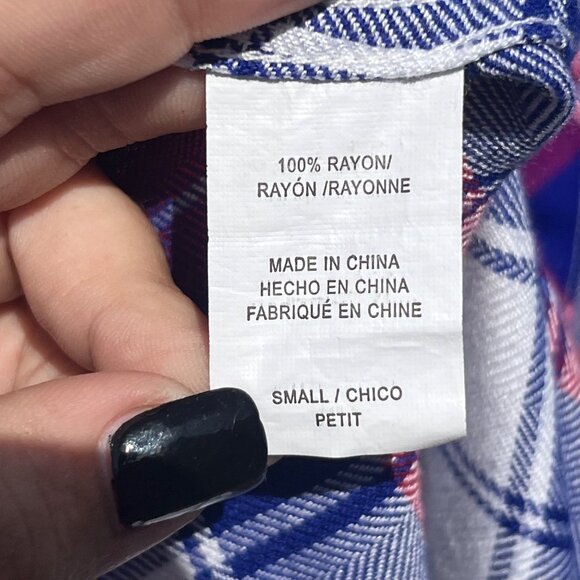 100% RAYON/
RAYÓN /RAYONNE
MADE IN CHINA
HECHO EN CHINA
FABRIQUÉ EN CHINE
SMALL / CHICO
PETIT